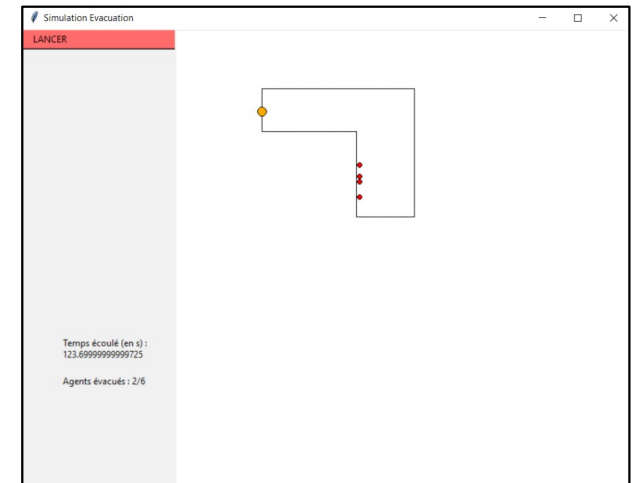 Simulation Evacuation
LANCER
Temps écoulé (en s) :
123.69999999999725
Agents évacués : 2/6